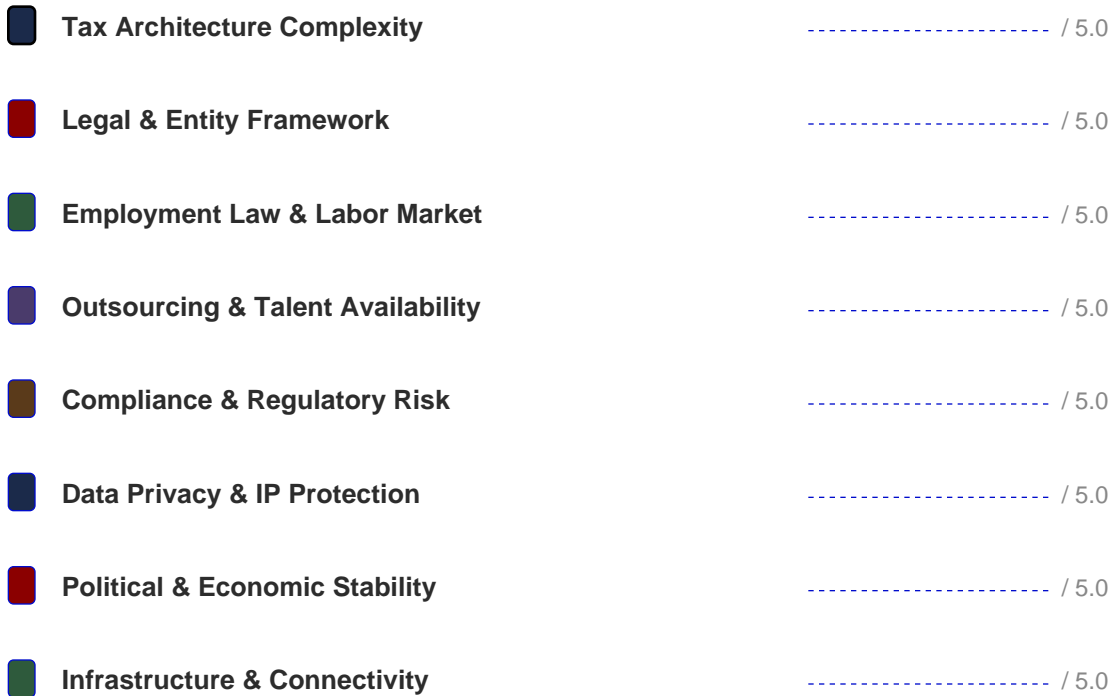 Tax Architecture Complexity ----------------------- / 5.0
Legal & Entity Framework ----------------------- / 5.0
Employment Law & Labor Market ----------------------- / 5.0
Outsourcing & Talent Availability ----------------------- / 5.0
Compliance & Regulatory Risk ----------------------- / 5.0
Data Privacy & IP Protection ----------------------- / 5.0
Political & Economic Stability ----------------------- / 5.0
Infrastructure & Connectivity ----------------------- / 5.0